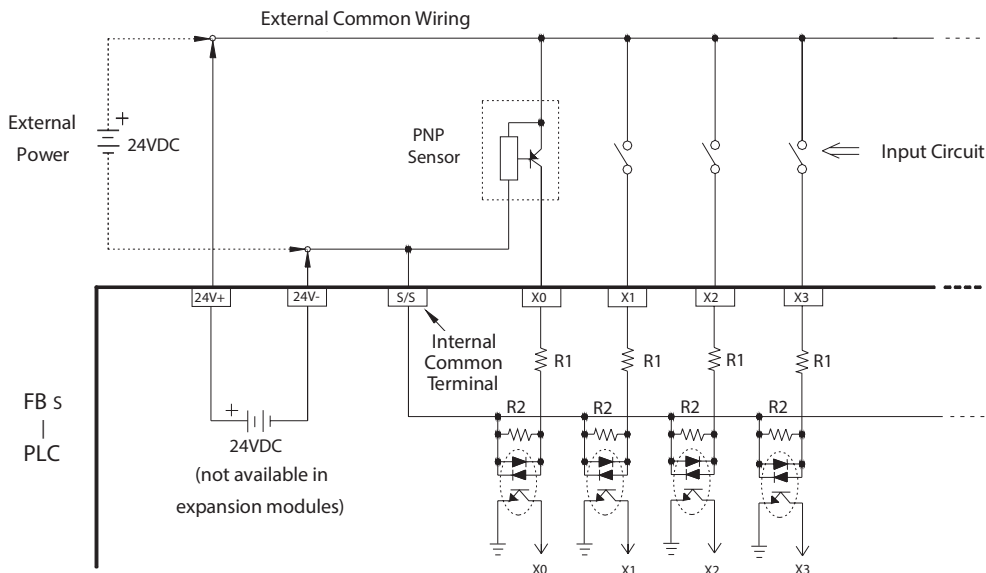 External Common Wiring
External
Power
+
24VDC
PNP
Sensor
Input Circuit
24V+
24V-
S/S
X0
X1
X2
X3
Internal
Common
Terminal
R1
R1
R1
R1
R2
R2
R2
R2
FB s
PLC
+
24VDC
(not available in
expansion modules)
X0
X1
X2
X3